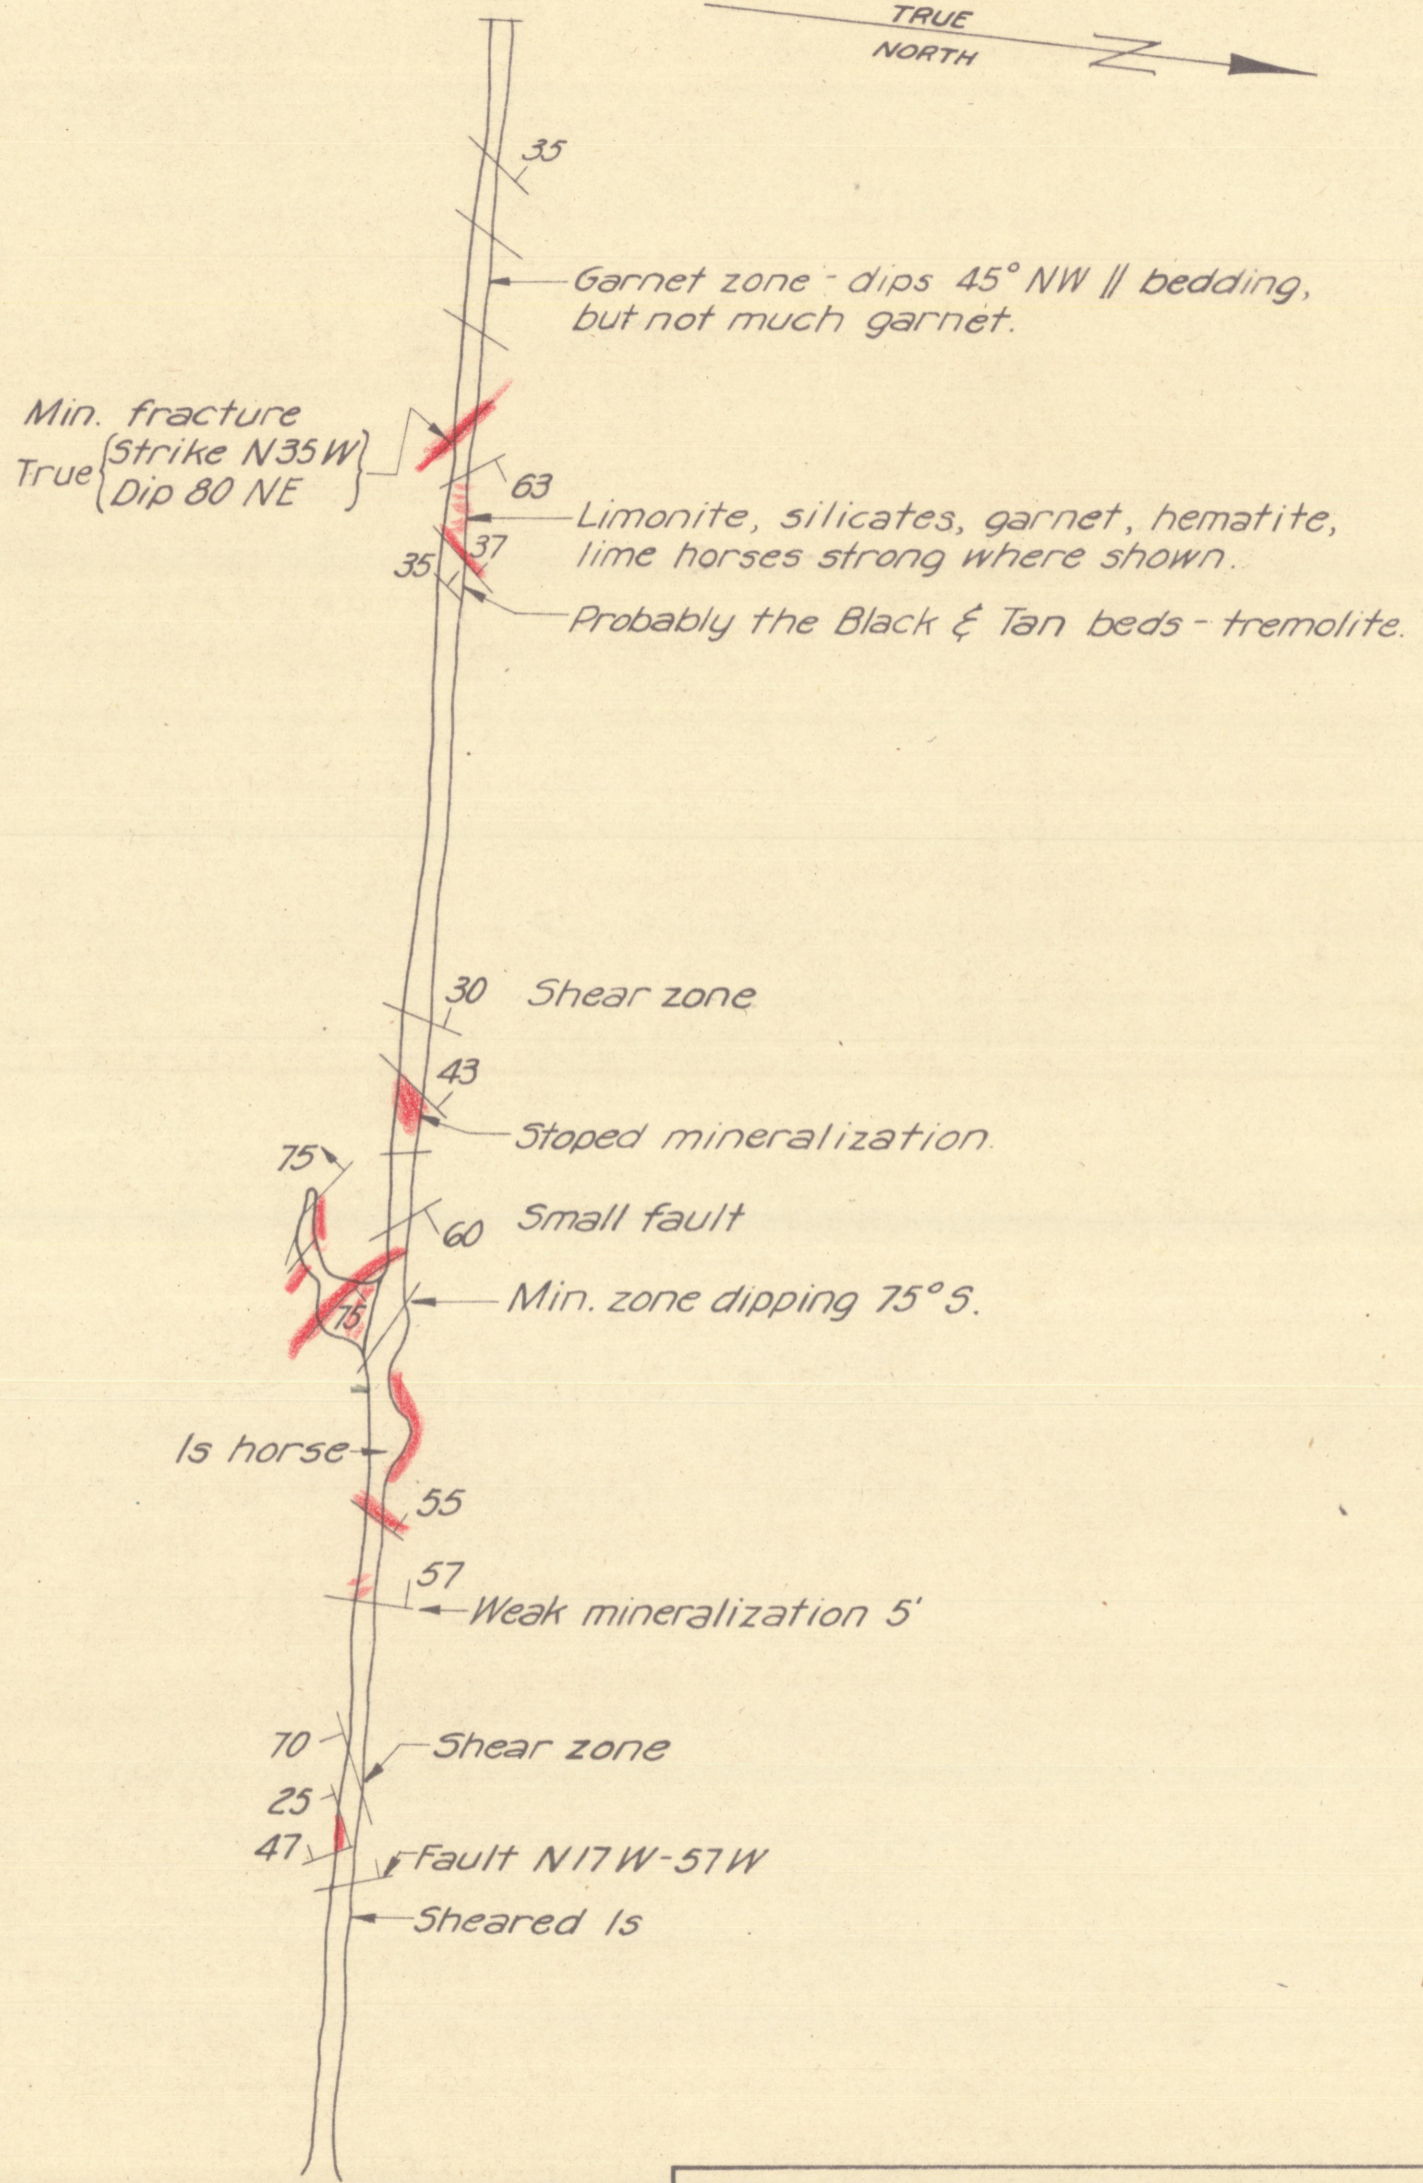 TRUE
NORTH
35
Garnet zone - dips 45° NW || bedding,
but not much garnet.
Min. fracture
True {Strike N35W}
{Dip 80 NE}
63
Limonite, silicates, garnet, hematite,
lime horses strong where shown.
37
35
Probably the Black & Tan beds - tremolite.
30 Shear zone
43
Stoped mineralization.
75
60 Small fault
Min. zone dipping 75° S.
75
ls horse
55
57
Weak mineralization 5'
70
Shear zone
25
47
Fault N17W-57W
Sheared ls